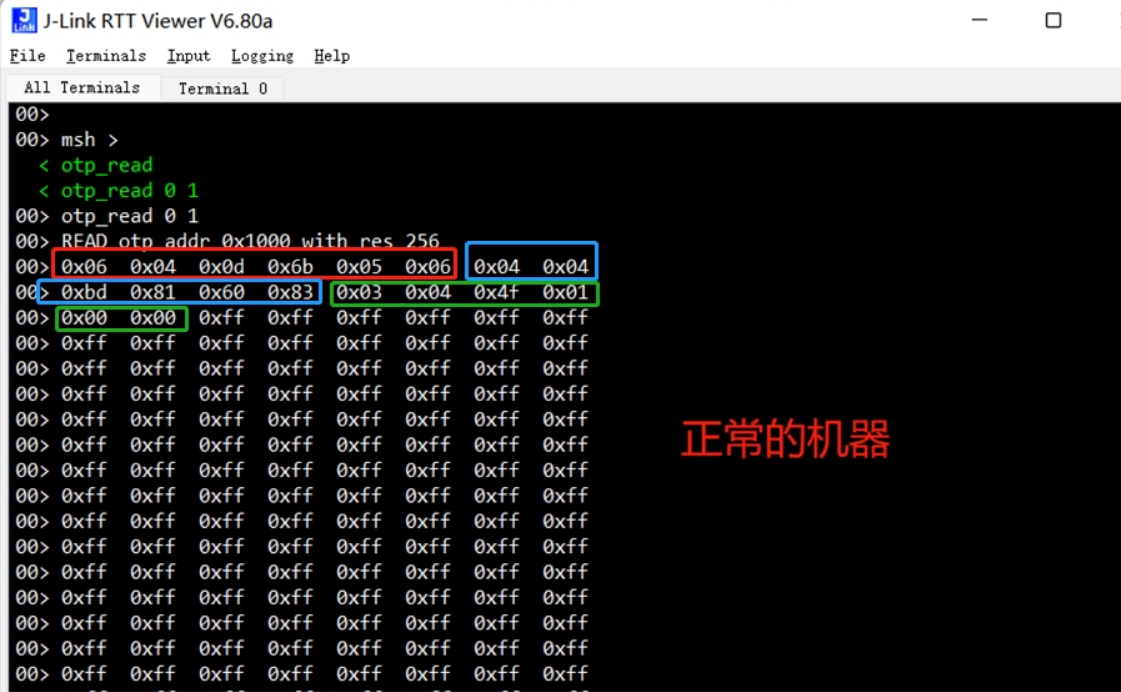 J-Link RTT Viewer V6.80a
File Terminals Input Logging Help
All Terminals Terminal 0
00>
00> msh >
< otp_read
< otp_read 0 1
00> otp_read 0 1
00> READ otp addr 0x1000 with res 256
00> 0x06 0x04 0x0d 0x6b 0x05 0x06 0x04 0x04
00> 0xbd 0x81 0x60 0x83 0x03 0x04 0x4f 0x01
00> 0x00 0x00 0xff 0xff 0xff 0xff 0xff 0xff
00> 0xff 0xff 0xff 0xff 0xff 0xff 0xff 0xff
00> 0xff 0xff 0xff 0xff 0xff 0xff 0xff 0xff
00> 0xff 0xff 0xff 0xff 0xff 0xff 0xff 0xff
00> 0xff 0xff 0xff 0xff 0xff 0xff 0xff 0xff
00> 0xff 0xff 0xff 0xff 0xff 0xff 0xff 0xff
正常的机器
00> 0xff 0xff 0xff 0xff 0xff 0xff 0xff 0xff
00> 0xff 0xff 0xff 0xff 0xff 0xff 0xff 0xff
00> 0xff 0xff 0xff 0xff 0xff 0xff 0xff 0xff
00> 0xff 0xff 0xff 0xff 0xff 0xff 0xff 0xff
00> 0xff 0xff 0xff 0xff 0xff 0xff 0xff 0xff
00> 0xff 0xff 0xff 0xff 0xff 0xff 0xff 0xff
00> 0xff 0xff 0xff 0xff 0xff 0xff 0xff 0xff
00> 0xff 0xff 0xff 0xff 0xff 0xff 0xff 0xff
00> 0xff 0xff 0xff 0xff 0xff 0xff 0xff 0xff